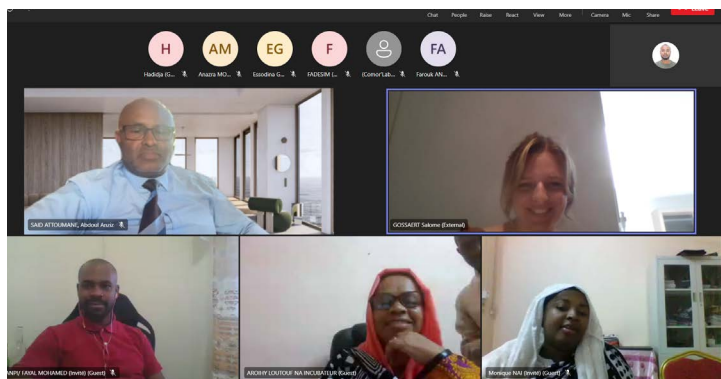 Chat People Raise React View More Camera Mic Share Leave
H AM EG F FA
Hadidja (G... Anazra MO... Essodina G... FADESIM (... (Comor'Lab... Farouk AN...
SAID ATTOUMANE, Abdoul Aziz
GOSSAERT Salome (External)
ANPI/ FAYAL MOHAMED (Invité) (Guest)
AROIHY LOUTOUF NA INCUBATEUR (Guest)
Monique NAI (Invité) (Guest)